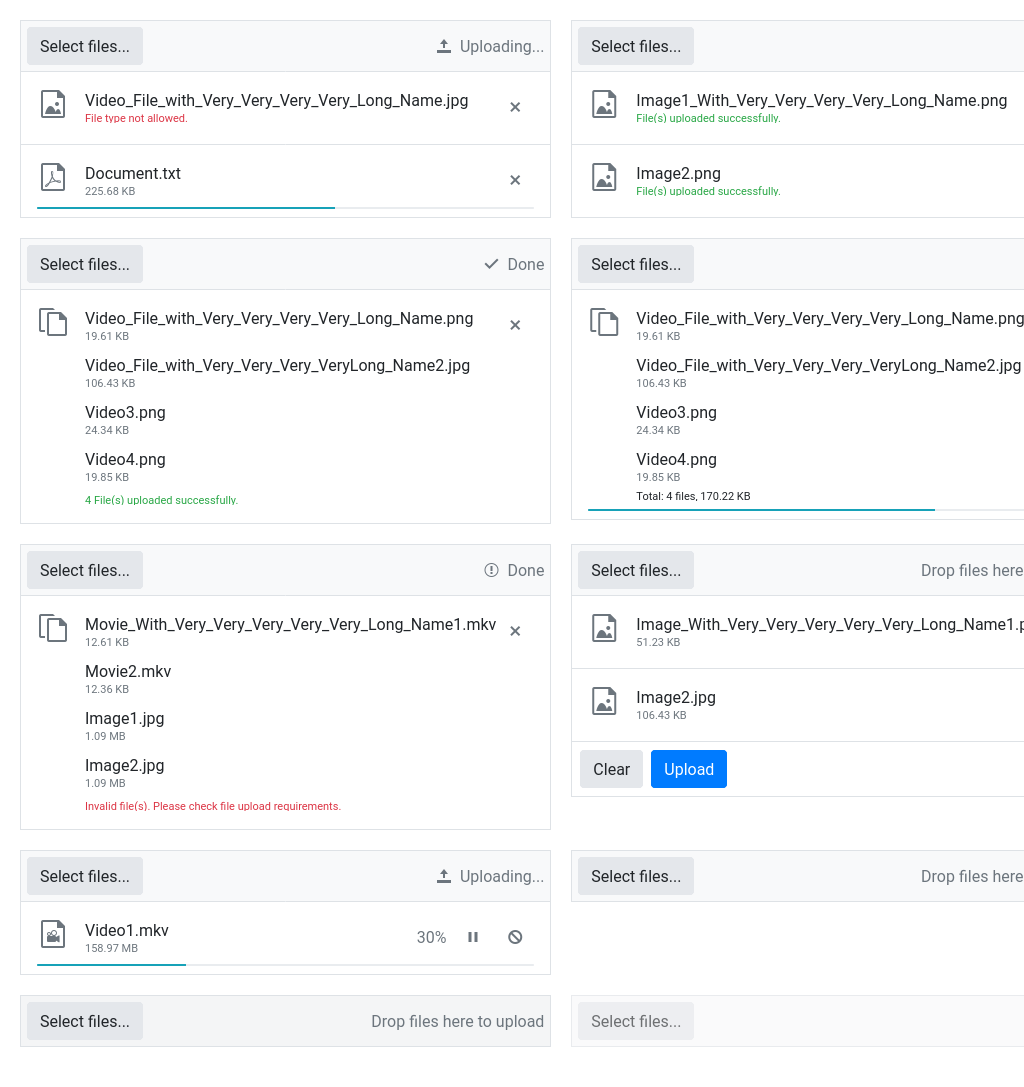 Select files...
Uploading...
Video_File_with_Very_Very_Very_Very_Long_Name.jpg
File type not allowed.
Document.txt
225.68 KB
Select files...
Image1_With_Very_Very_Very_Very_Long_Name.png
File(s) uploaded successfully.
Image2.png
File(s) uploaded successfully.
Select files...
Done
Video_File_with_Very_Very_Very_Very_Long_Name.png
19.61 KB
Video_File_with_Very_Very_Very_VeryLong_Name2.jpg
106.43 KB
Video3.png
24.34 KB
Video4.png
19.85 KB
4 File(s) uploaded successfully.
Select files...
Video_File_with_Very_Very_Very_Very_Long_Name.png
19.61 KB
Video_File_with_Very_Very_Very_VeryLong_Name2.jpg
106.43 KB
Video3.png
24.34 KB
Video4.png
19.85 KB
Total: 4 files, 170.22 KB
Select files...
Done
Movie_With_Very_Very_Very_Very_Very_Long_Name1.mkv
12.61 KB
Movie2.mkv
12.36 KB
Image1.jpg
1.09 MB
Image2.jpg
1.09 MB
Invalid file(s). Please check file upload requirements.
Select files...
Drop files here
Image_With_Very_Very_Very_Very_Very_Long_Name1.p
51.23 KB
Image2.jpg
106.43 KB
Clear
Upload
Select files...
Uploading...
Video1.mkv
158.97 MB
30%
Select files...
Drop files here
Select files...
Drop files here to upload
Select files...